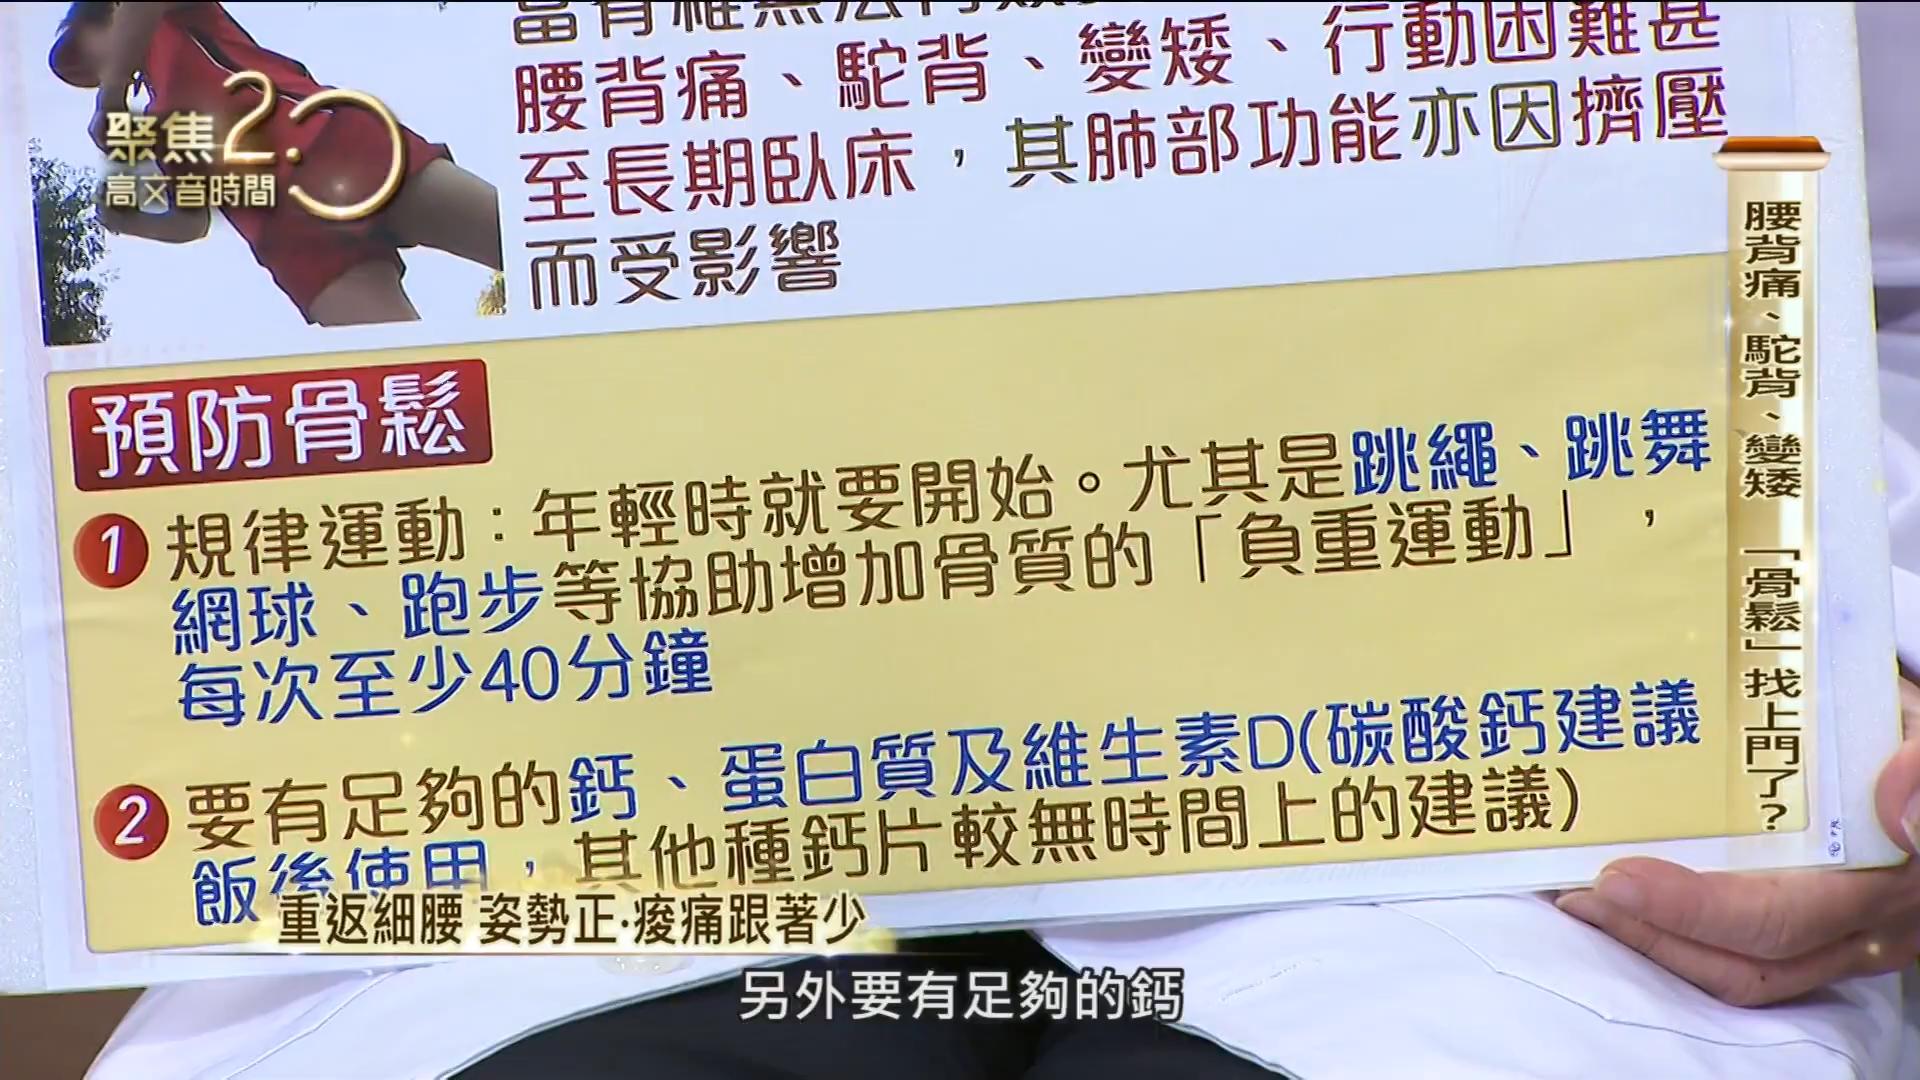 腰背痛、駝背、變矮、行動困難甚
至長期臥床，其肺部功能亦因擠壓
而受影響
聚焦2.0
高文音時間
預防骨鬆
1 規律運動：年輕時就要開始。尤其是跳繩、跳舞
網球、跑步等協助增加骨質的「負重運動」，
每次至少40分鐘
2 要有足夠的鈣、蛋白質及維生素D(碳酸鈣建議
飯後使用，其他種鈣片較無時間上的建議)
腰背痛、駝背、變矮「骨鬆」找上門了?
重返細腰 姿勢正·痠痛跟著少
另外要有足夠的鈣